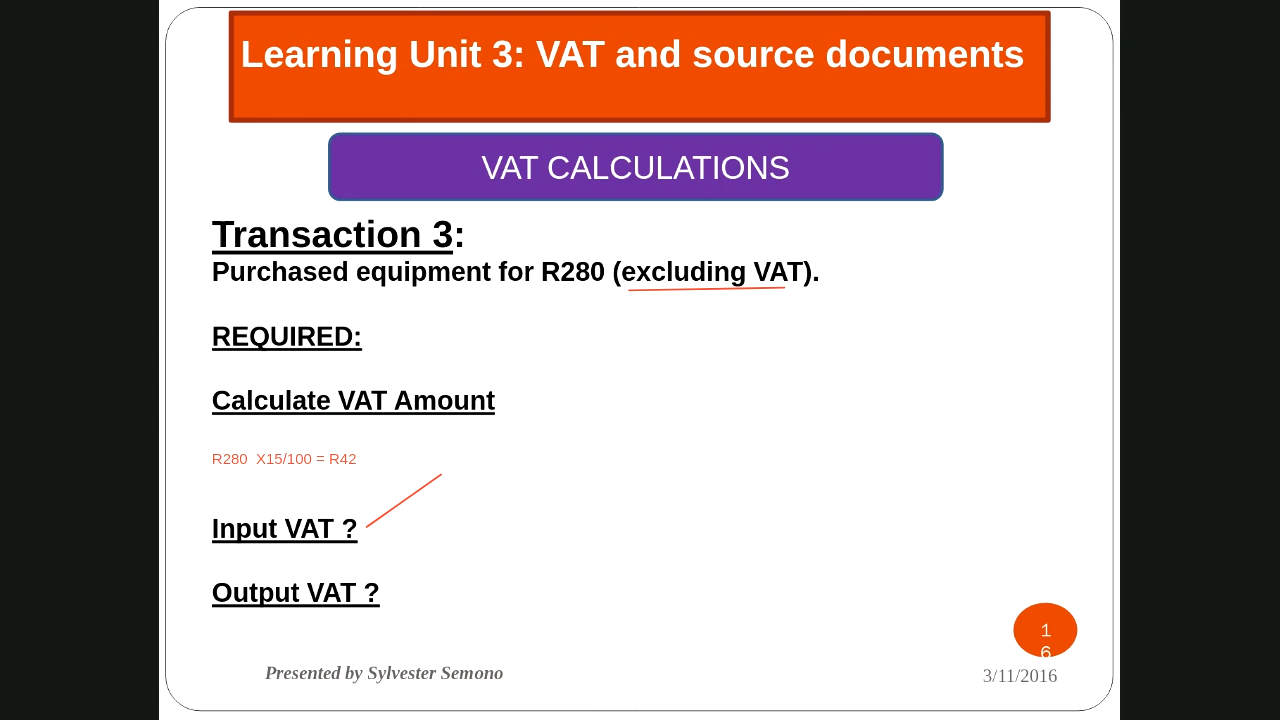 Learning Unit 3: VAT and source documents
VAT CALCULATIONS
Transaction 3:
Purchased equipment for R280 (excluding VAT).
REQUIRED:
Calculate VAT Amount
R280  X15/100 = R42
Input VAT ?
Output VAT ?
1
6
Presented by Sylvester Semono
3/11/2016